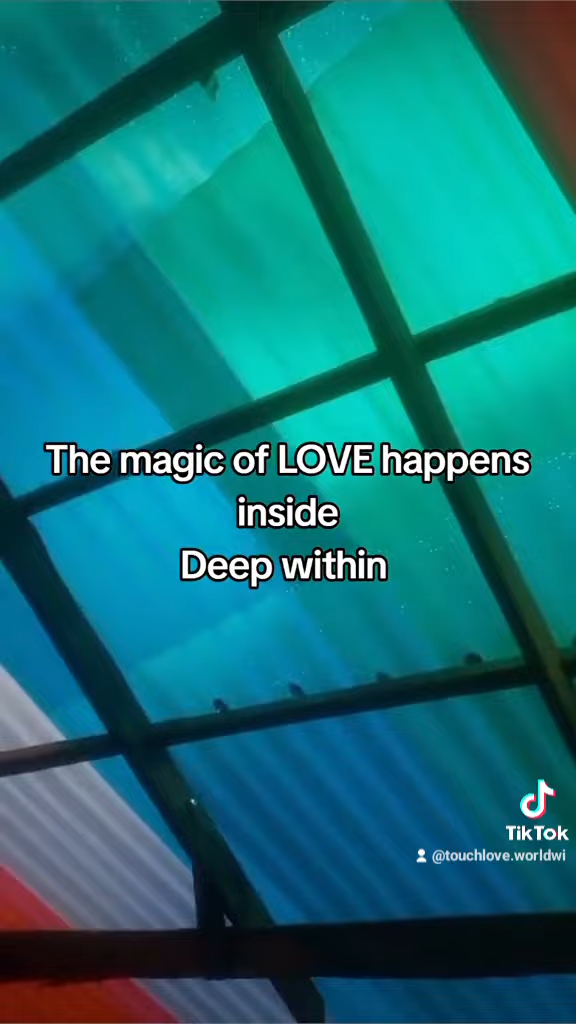 The magic of LOVE happens
inside
Deep within
TikTok
@touchlove.worldwi